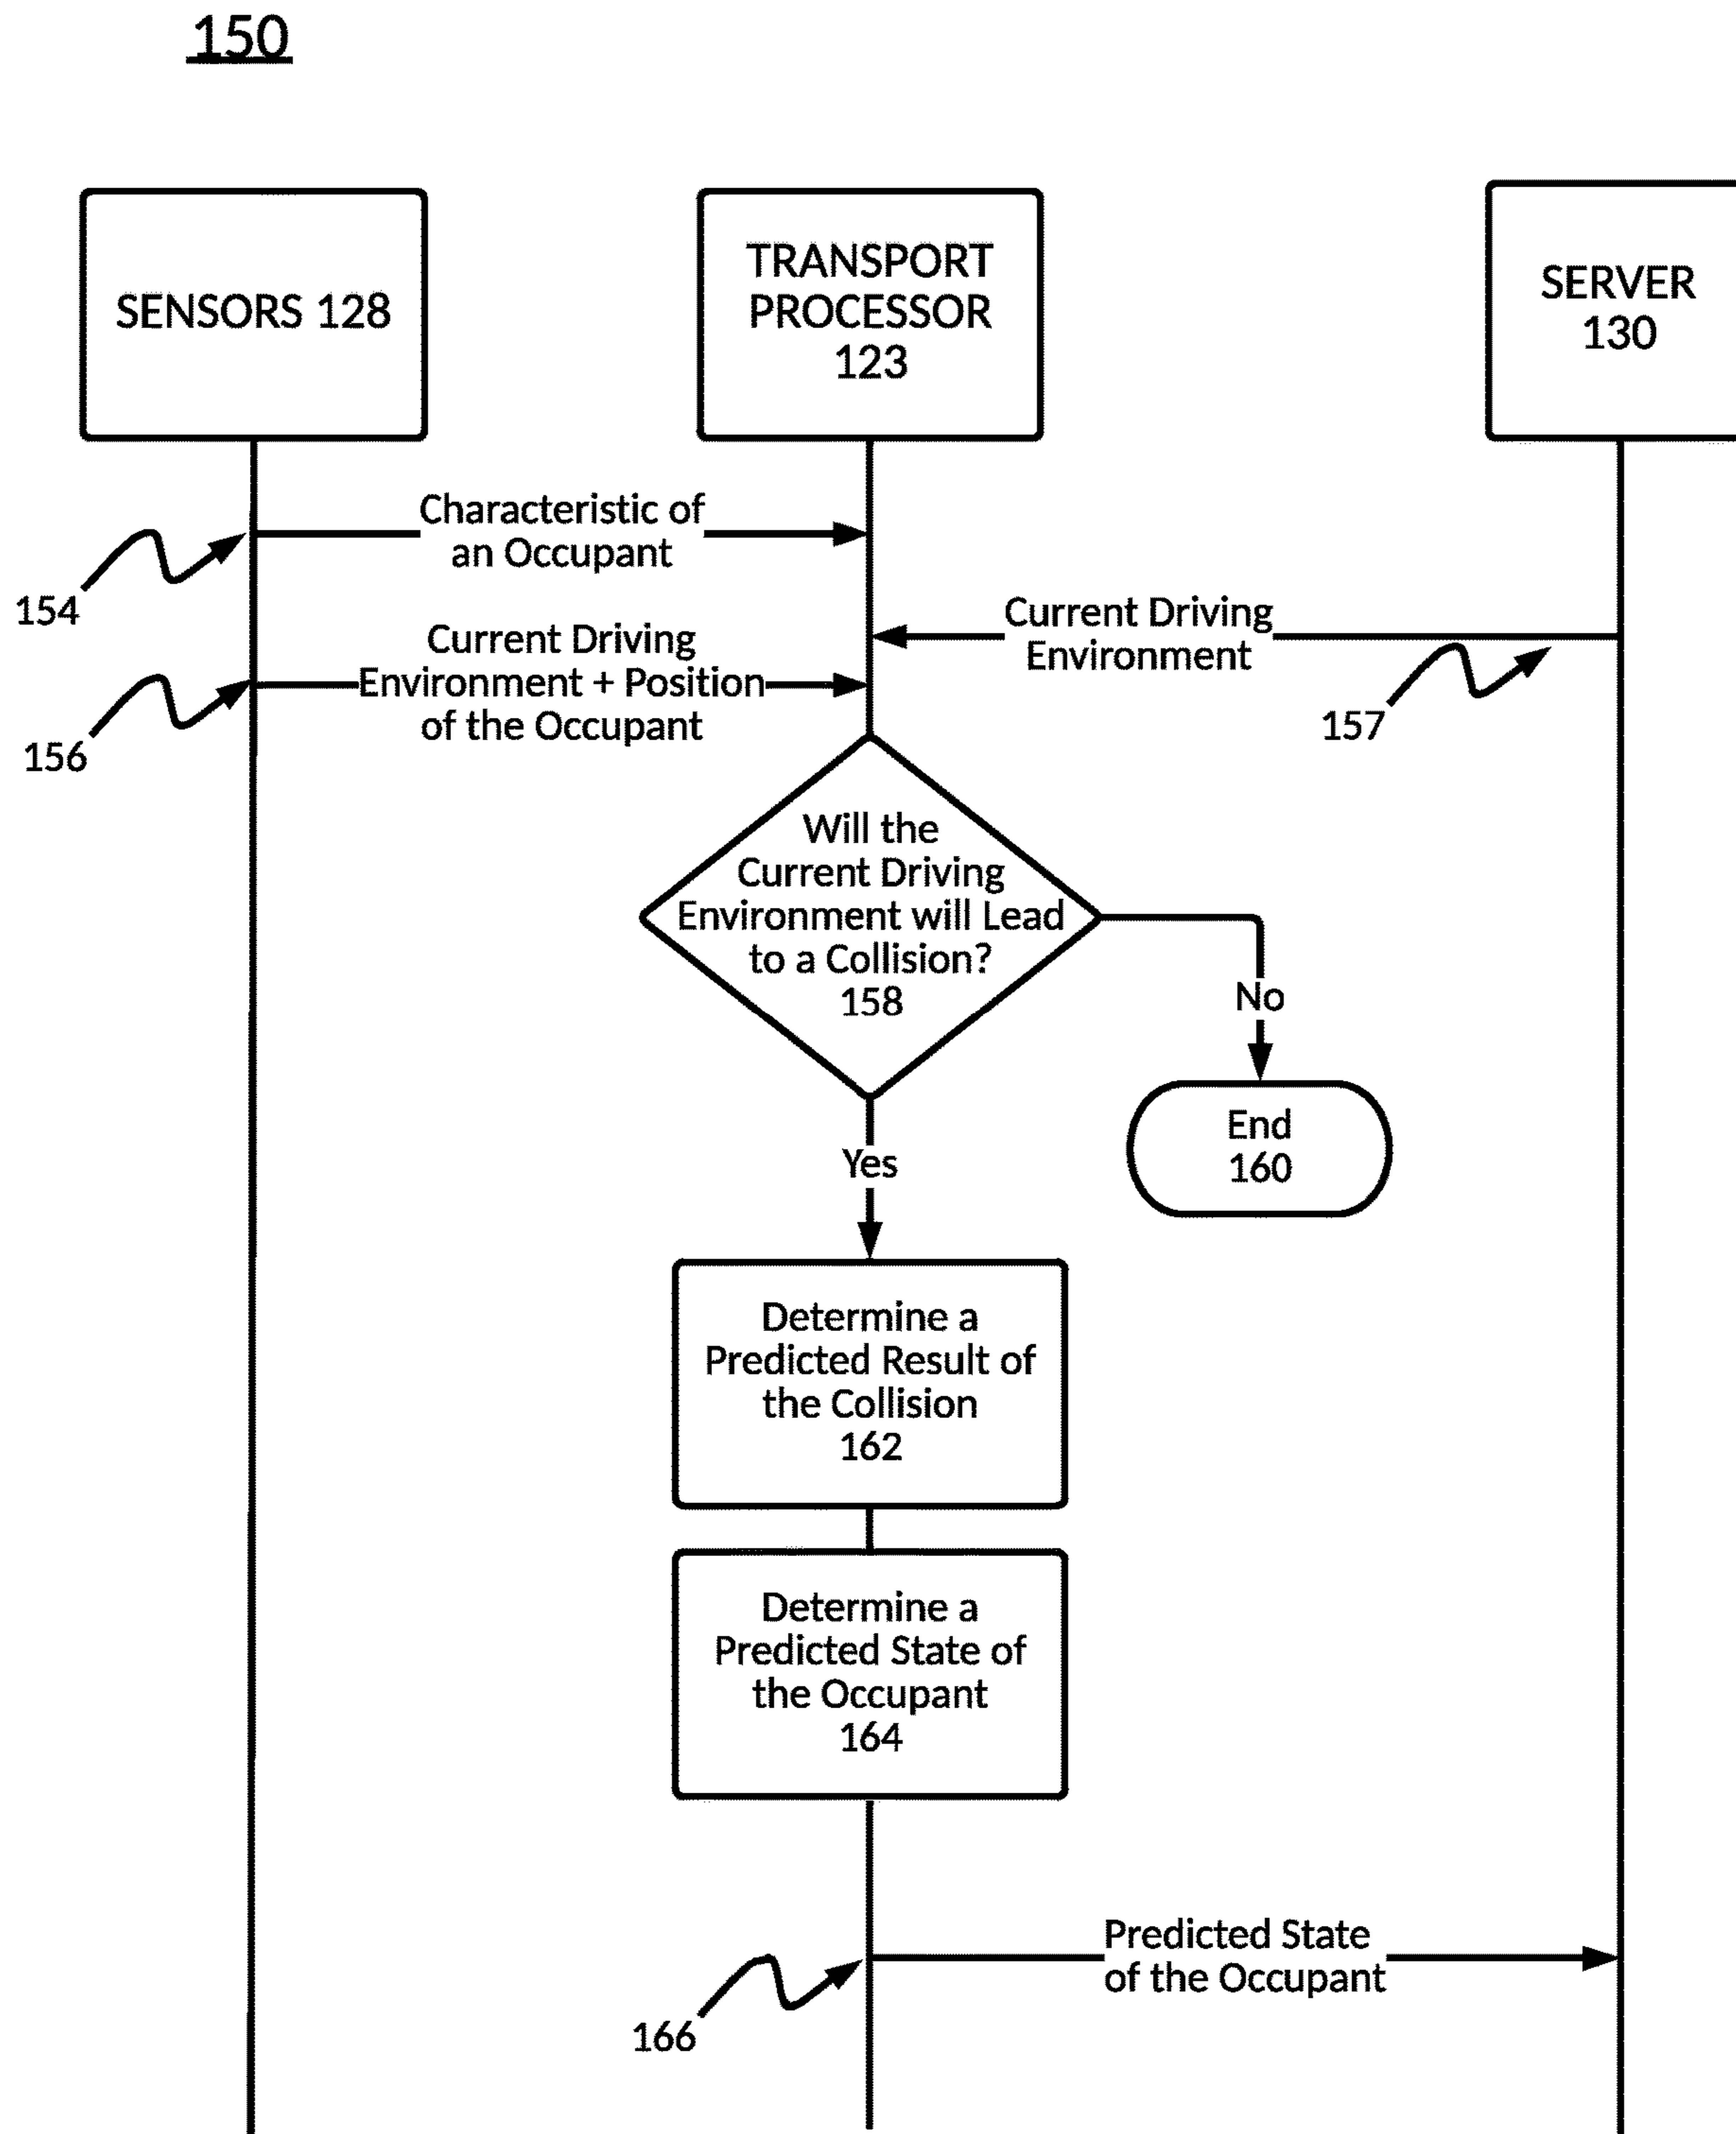 150
SENSORS 128
TRANSPORT
PROCESSOR
123
SERVER
130
Characteristic of
an Occupant
154
Current Driving
Environment
157
Current Driving
Environment + Position
of the Occupant
156
Will the
Current Driving
Environment will Lead
to a Collision?
158
No
End
160
Yes
Determine a
Predicted Result of
the Collision
162
Determine a
Predicted State of
the Occupant
164
Predicted State
of the Occupant
166